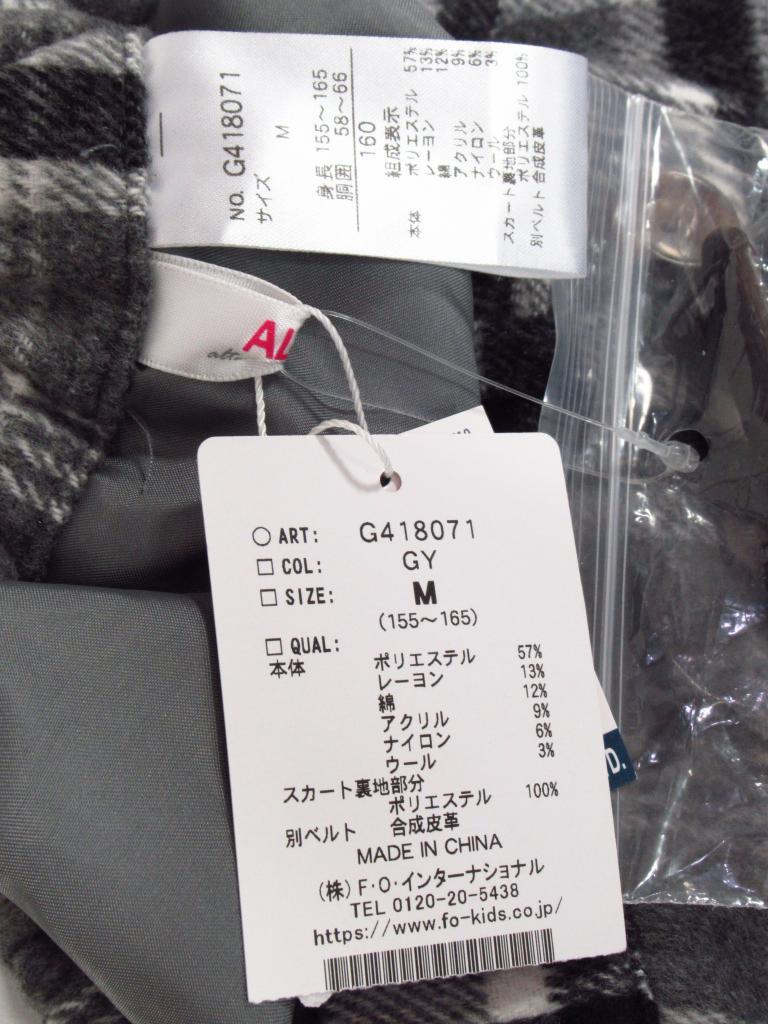 NO. G418071
サイズ
M
身長 155～165
胴囲 58～66
160
組成表示
本体 ポリエステル 57%
レーヨン 13%
綿 12%
アクリル 9%
ナイロン 6%
ウール 3%
スカート裏地部分
ポリエステル 100%
別ベルト 合成皮革
AL
○ ART: G418071
□ COL: GY
□ SIZE: M
(155～165)
□ QUAL:
本体 ポリエステル 57%
レーヨン 13%
綿 12%
アクリル 9%
ナイロン 6%
ウール 3%
スカート裏地部分
ポリエステル 100%
別ベルト 合成皮革
MADE IN CHINA
(株)F・O・インターナショナル
TEL 0120-20-5438
https://www.fo-kids.co.jp/
D.